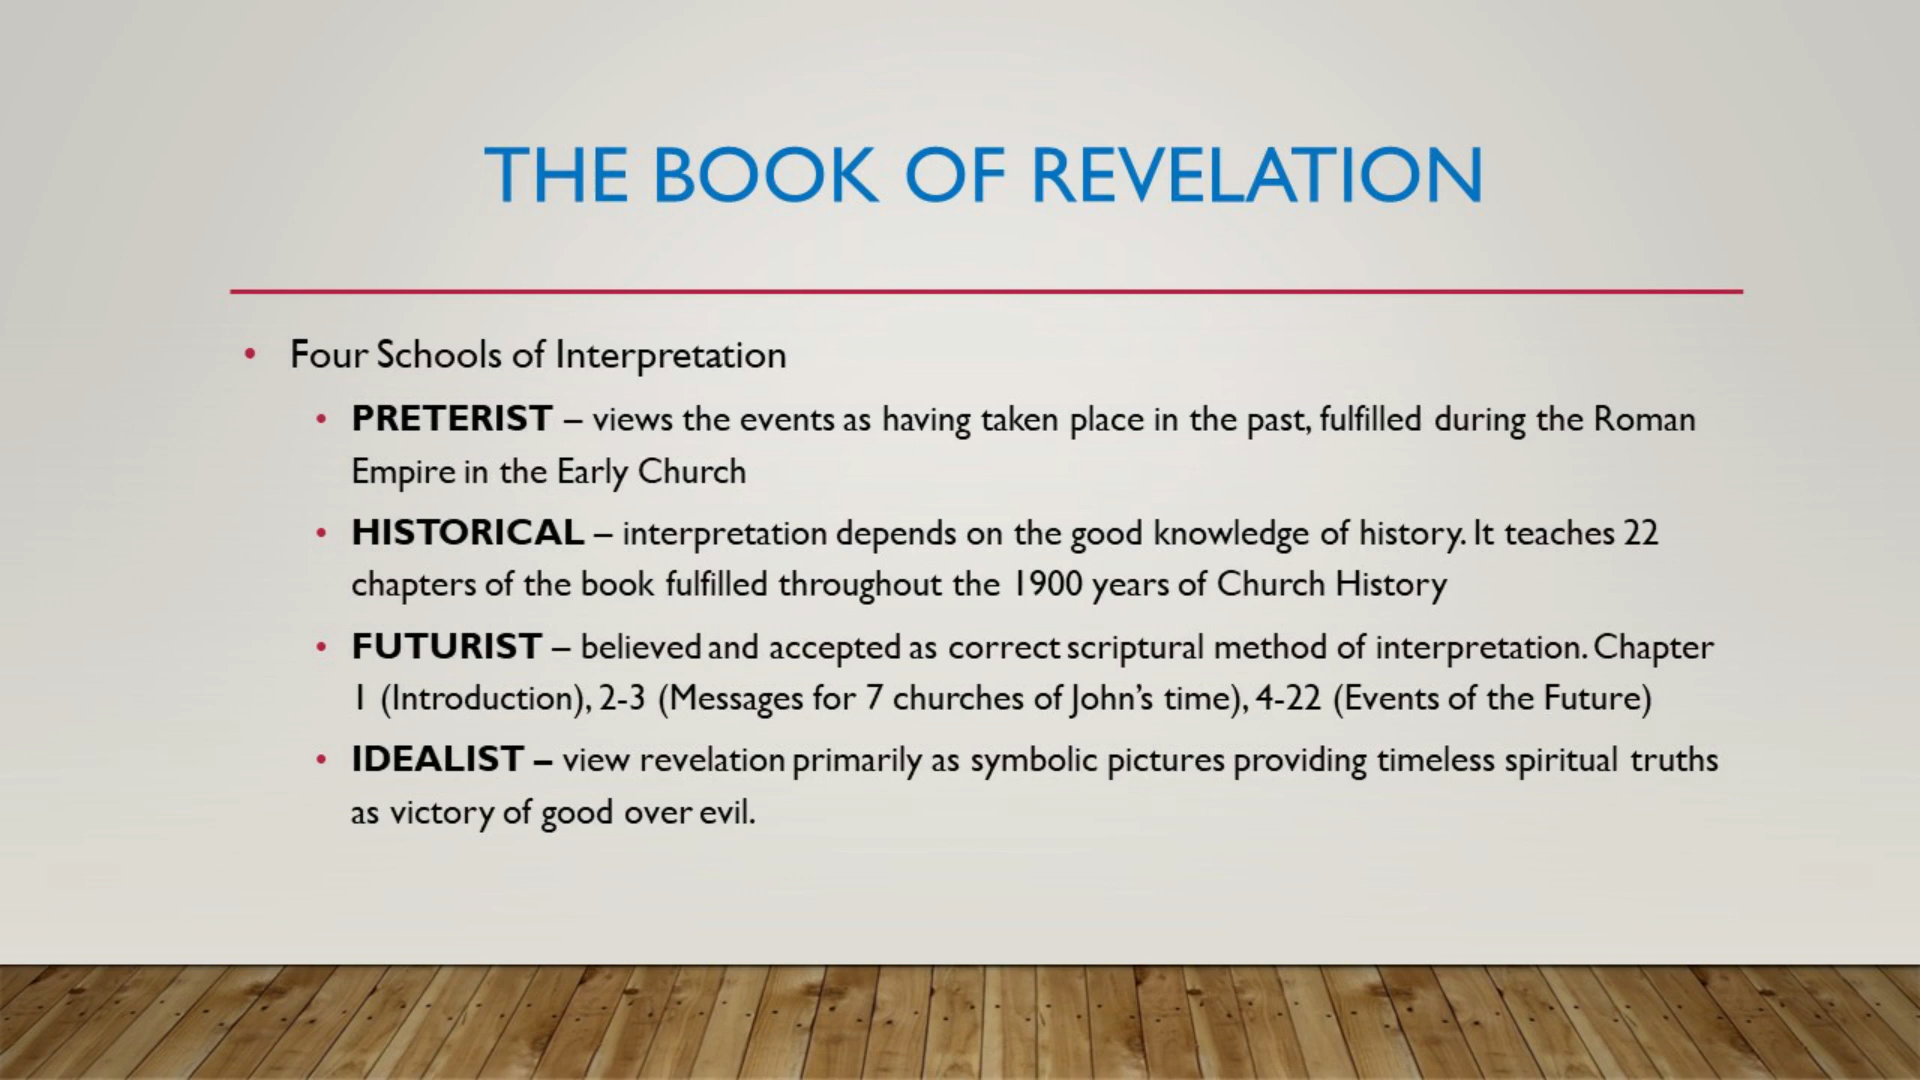 THE BOOK OF REVELATION
• Four Schools of Interpretation
• PRETERIST – views the events as having taken place in the past, fulfilled during the Roman
Empire in the Early Church
• HISTORICAL – interpretation depends on the good knowledge of history. It teaches 22
chapters of the book fulfilled throughout the 1900 years of Church History
• FUTURIST – believed and accepted as correct scriptural method of interpretation. Chapter
1 (Introduction), 2-3 (Messages for 7 churches of John’s time), 4-22 (Events of the Future)
• IDEALIST – view revelation primarily as symbolic pictures providing timeless spiritual truths
as victory of good over evil.